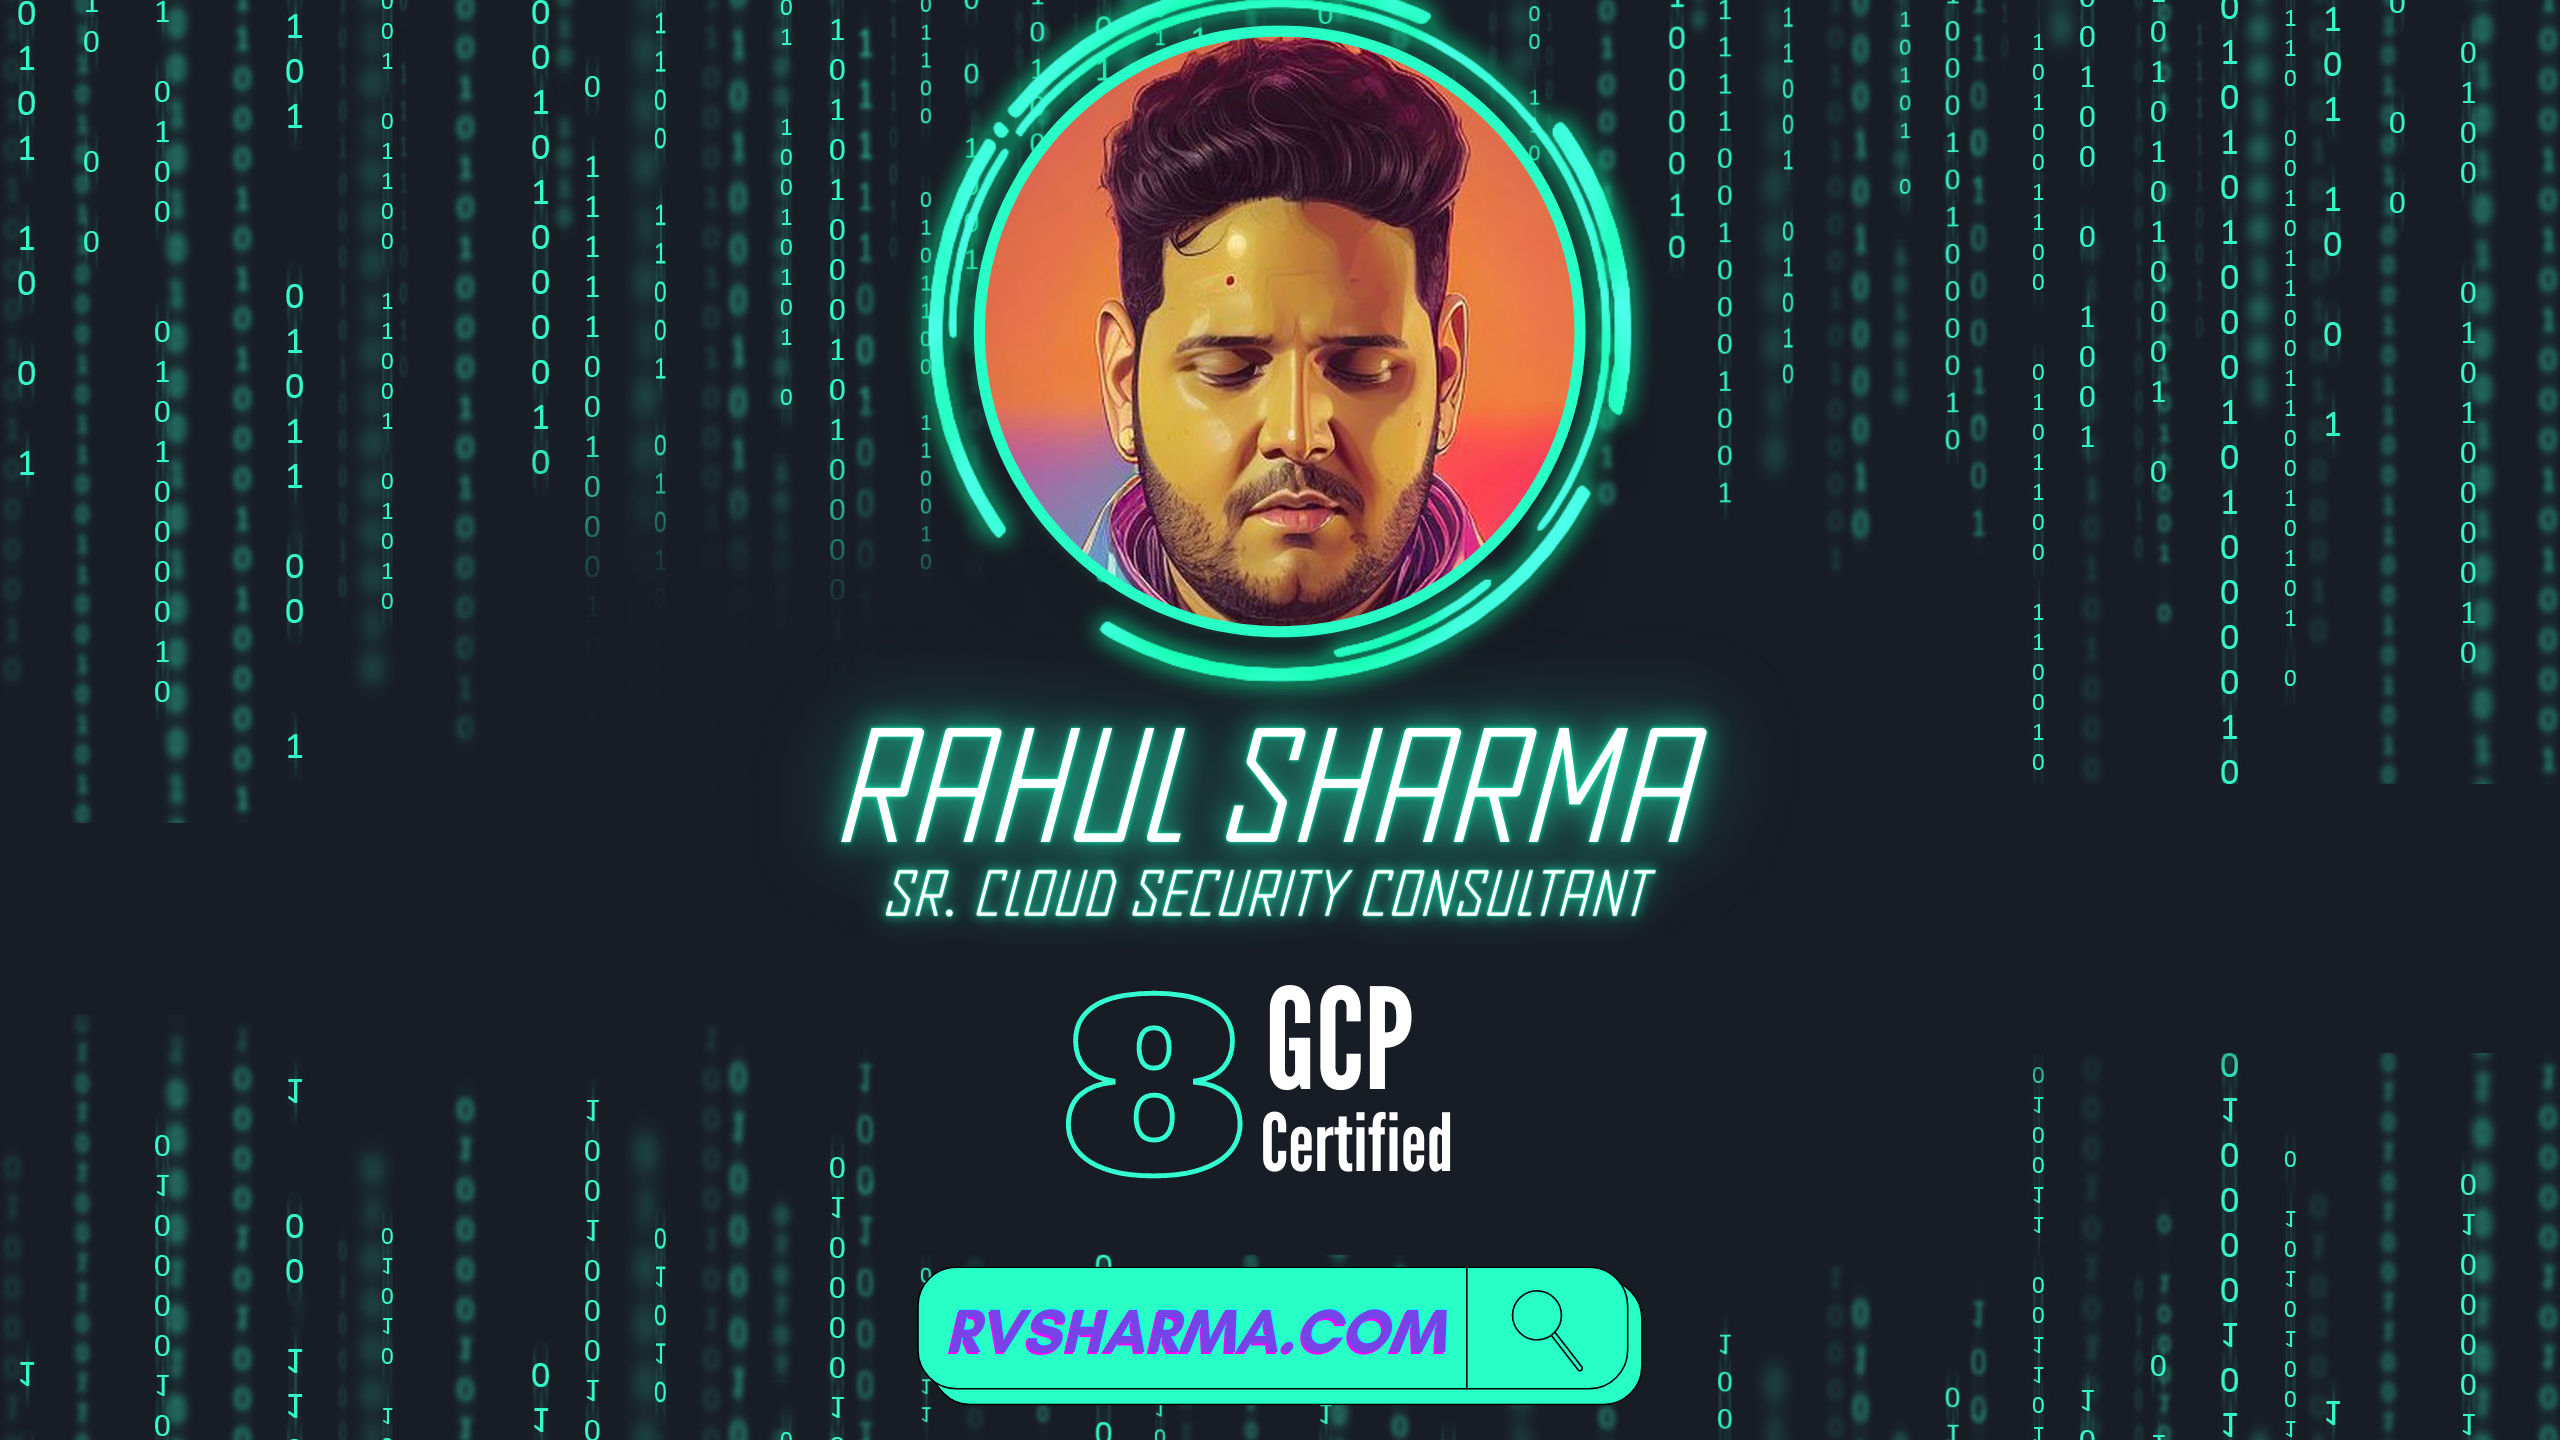 RAHUL SHARMA
SR. CLOUD SECURITY CONSULTANT
8 GCP
Certified
RVSHARMA.COM